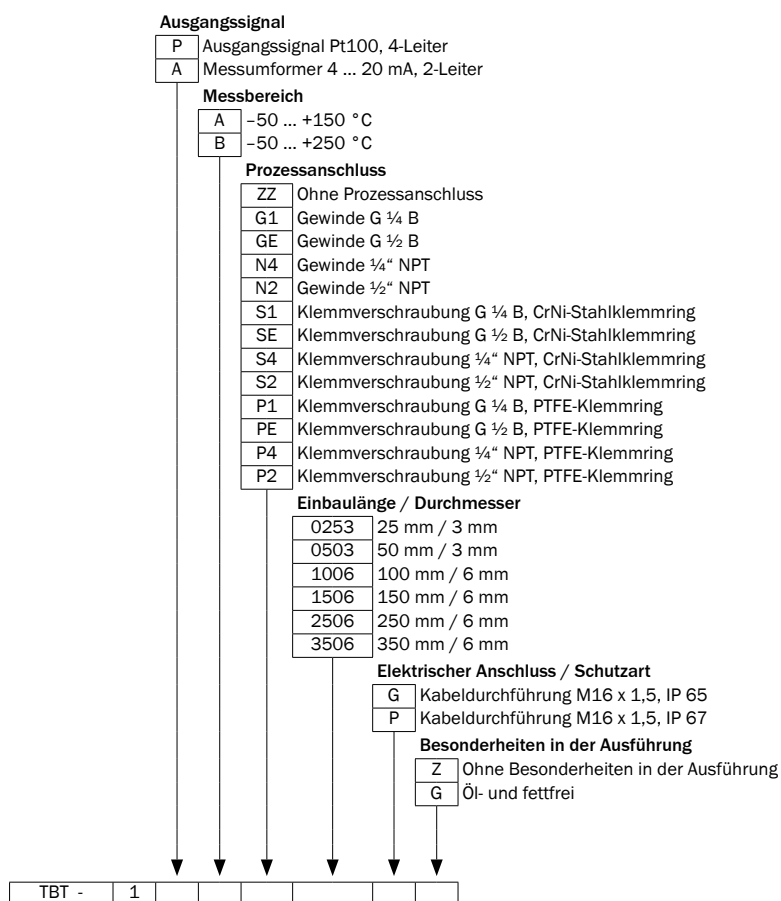 Ausgangssignal
P Ausgangssignal Pt100, 4-Leiter
A Messumformer 4 ... 20 mA, 2-Leiter
Messbereich
A –50 ... +150 °C
B –50 ... +250 °C
Prozessanschluss
ZZ Ohne Prozessanschluss
G1 Gewinde G ¼ B
GE Gewinde G ½ B
N4 Gewinde ¼“ NPT
N2 Gewinde ½“ NPT
S1 Klemmverschraubung G ¼ B, CrNi-Stahlklemmring
SE Klemmverschraubung G ½ B, CrNi-Stahlklemmring
S4 Klemmverschraubung ¼“ NPT, CrNi-Stahlklemmring
S2 Klemmverschraubung ½“ NPT, CrNi-Stahlklemmring
P1 Klemmverschraubung G ¼ B, PTFE-Klemmring
PE Klemmverschraubung G ½ B, PTFE-Klemmring
P4 Klemmverschraubung ¼“ NPT, PTFE-Klemmring
P2 Klemmverschraubung ½“ NPT, PTFE-Klemmring
Einbaulänge / Durchmesser
0253 25 mm / 3 mm
0503 50 mm / 3 mm
1006 100 mm / 6 mm
1506 150 mm / 6 mm
2506 250 mm / 6 mm
3506 350 mm / 6 mm
Elektrischer Anschluss / Schutzart
G Kabeldurchführung M16 x 1,5, IP 65
P Kabeldurchführung M16 x 1,5, IP 67
Besonderheiten in der Ausführung
Z Ohne Besonderheiten in der Ausführung
G Öl- und fettfrei
TBT - 1